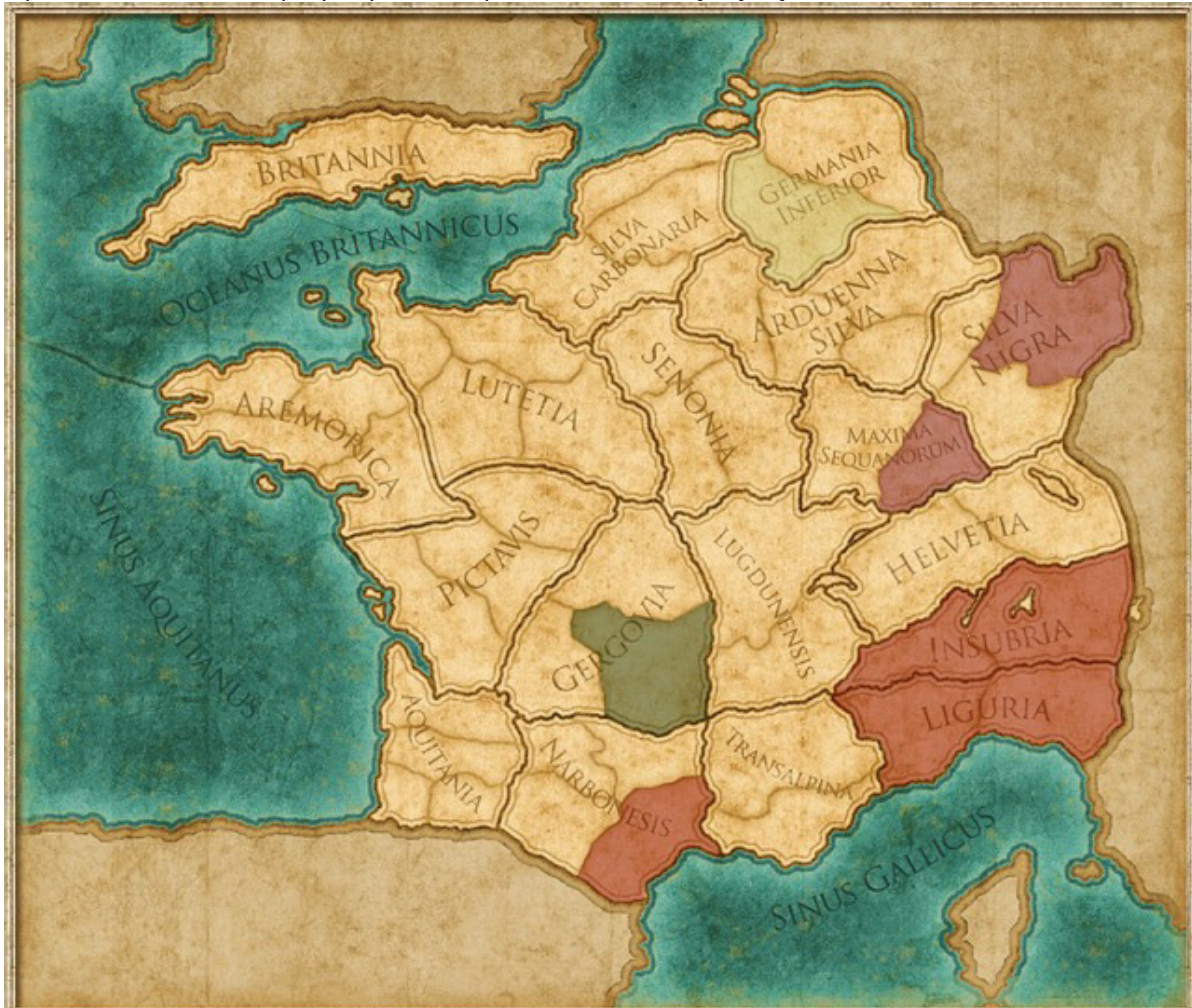 BRITANNIA
OCEANUS BRITANNICUS
GERMANIA
INFERIOR
SILVA
CARBONARIA
ARDUENNA
SILVA
SILVA
NIGRA
SENONIA
LUTETIA
AREMORICA
MAXIMA
SEQUANORUM
HELVETIA
PICTAVIS
LUGDUNENSIS
SINUS AQUITANUS
GERGOVIA
INSUBRIA
LIGURIA
AQUITANIA
NARBONESIS
TRANSALPINA
SINUS GALLICUS